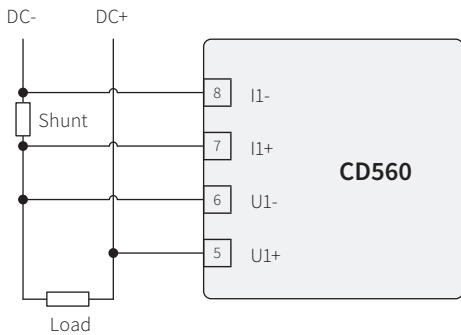 DC- DC+
8 I1-
Shunt
7 I1+
CD560
6 U1-
5 U1+
Load